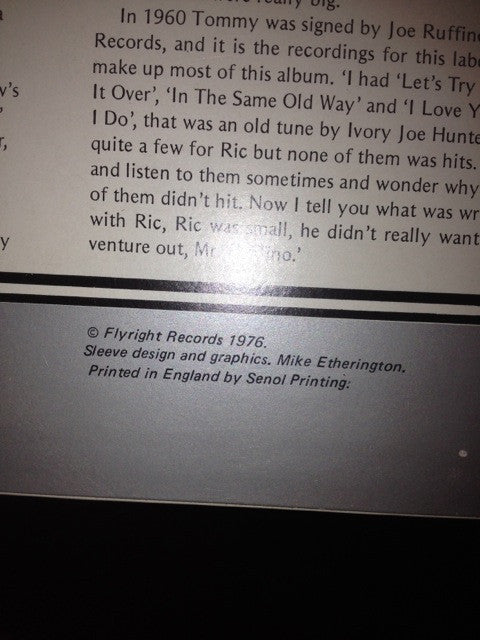 really big.
In 1960 Tommy was signed by Joe Ruffin
Records, and it is the recordings for this lab
make up most of this album. 'I had 'Let's Try
y's
It Over', 'In The Same Old Way' and 'I Love Y
I Do', that was an old tune by Ivory Joe Hunte
r,
quite a few for Ric but none of them was hits.
and listen to them sometimes and wonder why
of them didn't hit. Now I tell you what was wr
with Ric, Ric was small, he didn't really want
y
venture out, Mr
© Flyright Records 1976.
Sleeve design and graphics. Mike Etherington.
Printed in England by Senol Printing: